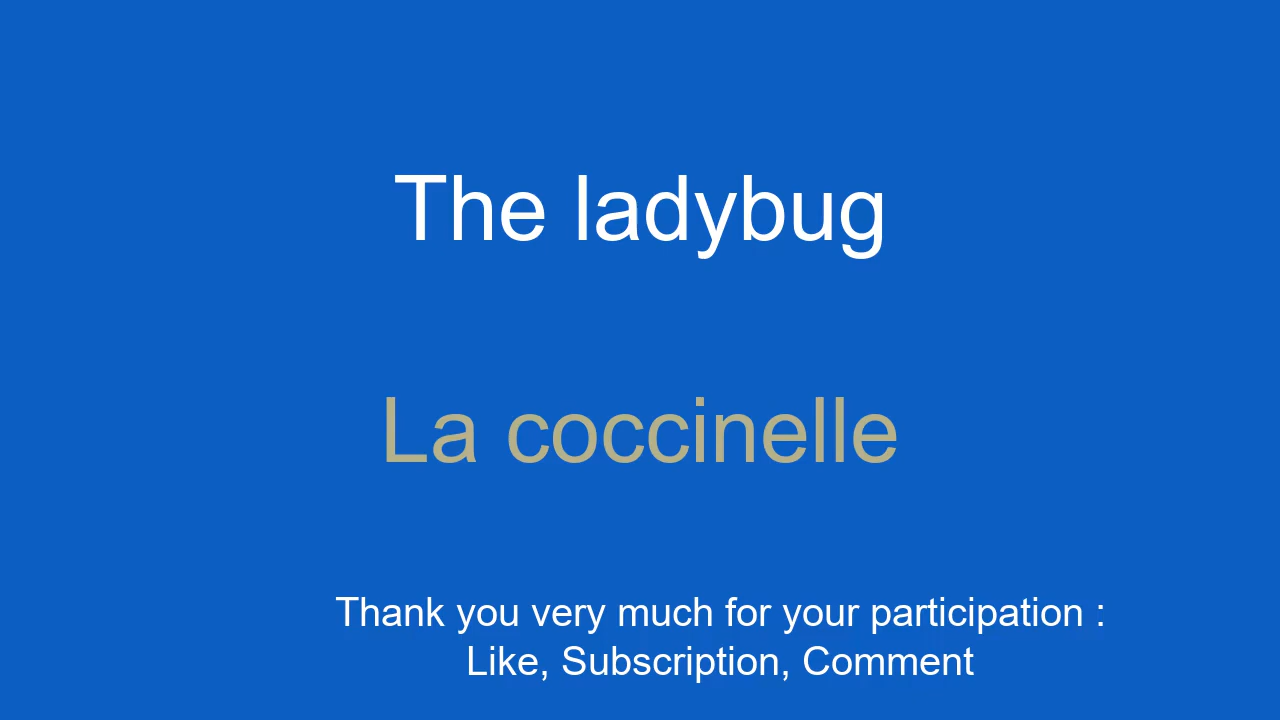 The ladybug
La coccinelle
Thank you very much for your participation :
Like, Subscription, Comment